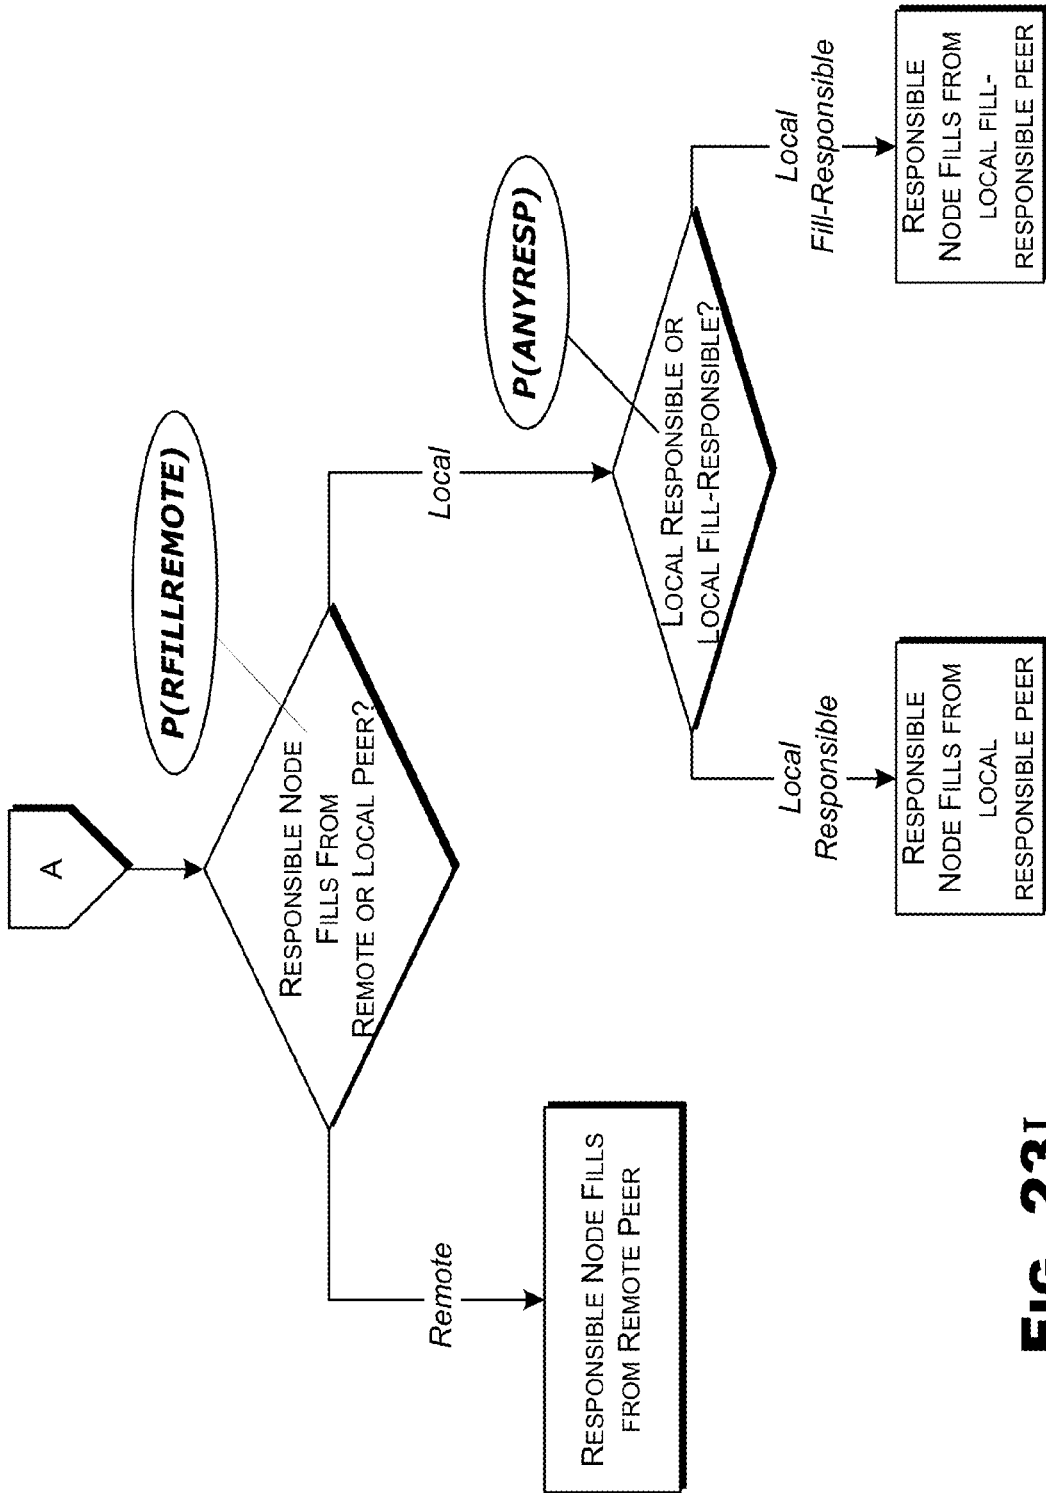 A
P(RFILLREMOTE)
RESPONSIBLE NODE
FILLS FROM
REMOTE OR LOCAL PEER?
Remote
Local
RESPONSIBLE NODE FILLS
FROM REMOTE PEER
P(ANYRESP)
LOCAL RESPONSIBLE OR
LOCAL FILL-RESPONSIBLE?
Local
Responsible
Local
Fill-Responsible
RESPONSIBLE
NODE FILLS FROM
LOCAL
RESPONSIBLE PEER
RESPONSIBLE
NODE FILLS FROM
LOCAL FILL-
RESPONSIBLE PEER